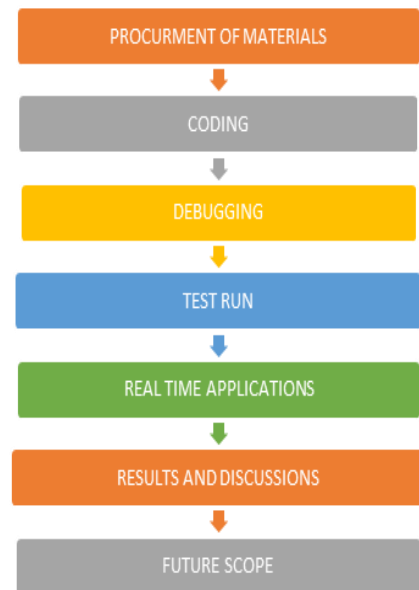 PROCURMENT OF MATERIALS
CODING
DEBUGGING
TEST RUN
REAL TIME APPLICATIONS
RESULTS AND DISCUSSIONS
FUTURE SCOPE